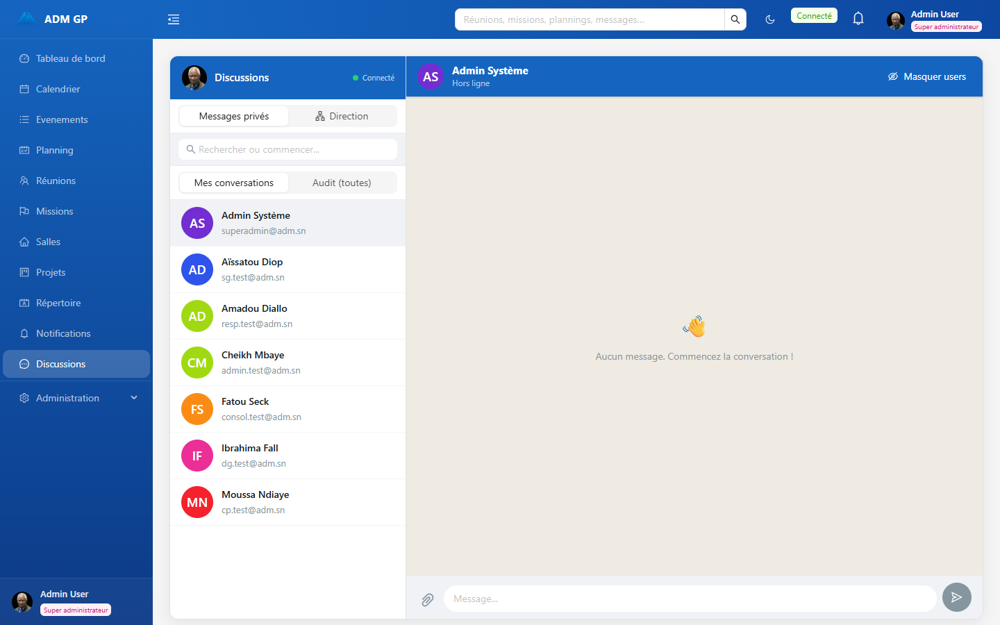 ADM GP
Réunions, missions, plannings, messages...
Connecté
Admin User
Super administrateur
Tableau de bord
Calendrier
Evenements
Planning
Réunions
Missions
Salles
Projets
Répertoire
Notifications
Discussions
Administration
Admin User
Super administrateur
Discussions
Connecté
Messages privés
Direction
Rechercher ou commencer...
Mes conversations
Audit (toutes)
AS
Admin Système
superadmin@adm.sn
AD
Aïssatou Diop
sg.test@adm.sn
AD
Amadou Diallo
resp.test@adm.sn
CM
Cheikh Mbaye
admin.test@adm.sn
FS
Fatou Seck
consol.test@adm.sn
IF
Ibrahima Fall
dg.test@adm.sn
MN
Moussa Ndiaye
cp.test@adm.sn
AS
Admin Système
Hors ligne
Masquer users
Aucun message. Commencez la conversation !
Message...